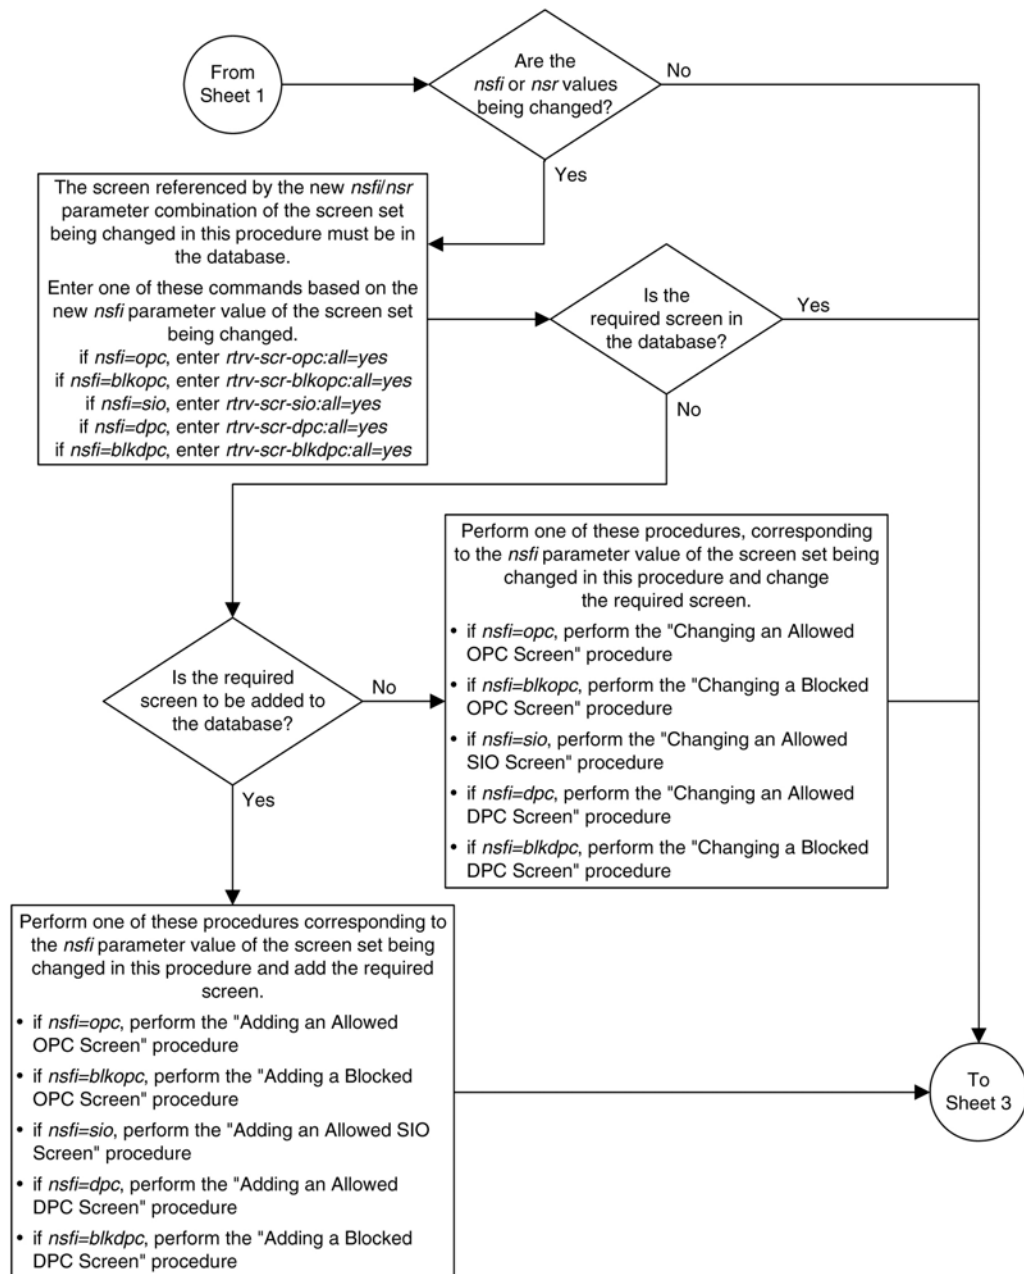 From
Sheet 1
Are the
nsfi or nsr values
being changed?
No
Yes
The screen referenced by the new nsfi/nsr
parameter combination of the screen set
being changed in this procedure must be in
the database.
Enter one of these commands based on the
new nsfi parameter value of the screen set
being changed.
if nsfi=opc, enter rtrv-scr-opc:all=yes
if nsfi=blkopc, enter rtrv-scr-blkopc:all=yes
if nsfi=sio, enter rtrv-scr-sio:all=yes
if nsfi=dpc, enter rtrv-scr-dpc:all=yes
if nsfi=blkdpc, enter rtrv-scr-blkdpc:all=yes
Is the
required screen in
the database?
Yes
No
Is the required
screen to be added to
the database?
No
Yes
Perform one of these procedures, corresponding
to the nsfi parameter value of the screen set being
changed in this procedure and change
the required screen.
• if nsfi=opc, perform the "Changing an Allowed
OPC Screen" procedure
• if nsfi=blkopc, perform the "Changing a Blocked
OPC Screen" procedure
• if nsfi=sio, perform the "Changing an Allowed
SIO Screen" procedure
• if nsfi=dpc, perform the "Changing an Allowed
DPC Screen" procedure
• if nsfi=blkdpc, perform the "Changing a Blocked
DPC Screen" procedure
Perform one of these procedures corresponding to
the nsfi parameter value of the screen set being
changed in this procedure and add the required
screen.
• if nsfi=opc, perform the "Adding an Allowed
OPC Screen" procedure
• if nsfi=blkopc, perform the "Adding a Blocked
OPC Screen" procedure
• if nsfi=sio, perform the "Adding an Allowed SIO
Screen" procedure
• if nsfi=dpc, perform the "Adding an Allowed
DPC Screen" procedure
• if nsfi=blkdpc, perform the "Adding a Blocked
DPC Screen" procedure
To
Sheet 3